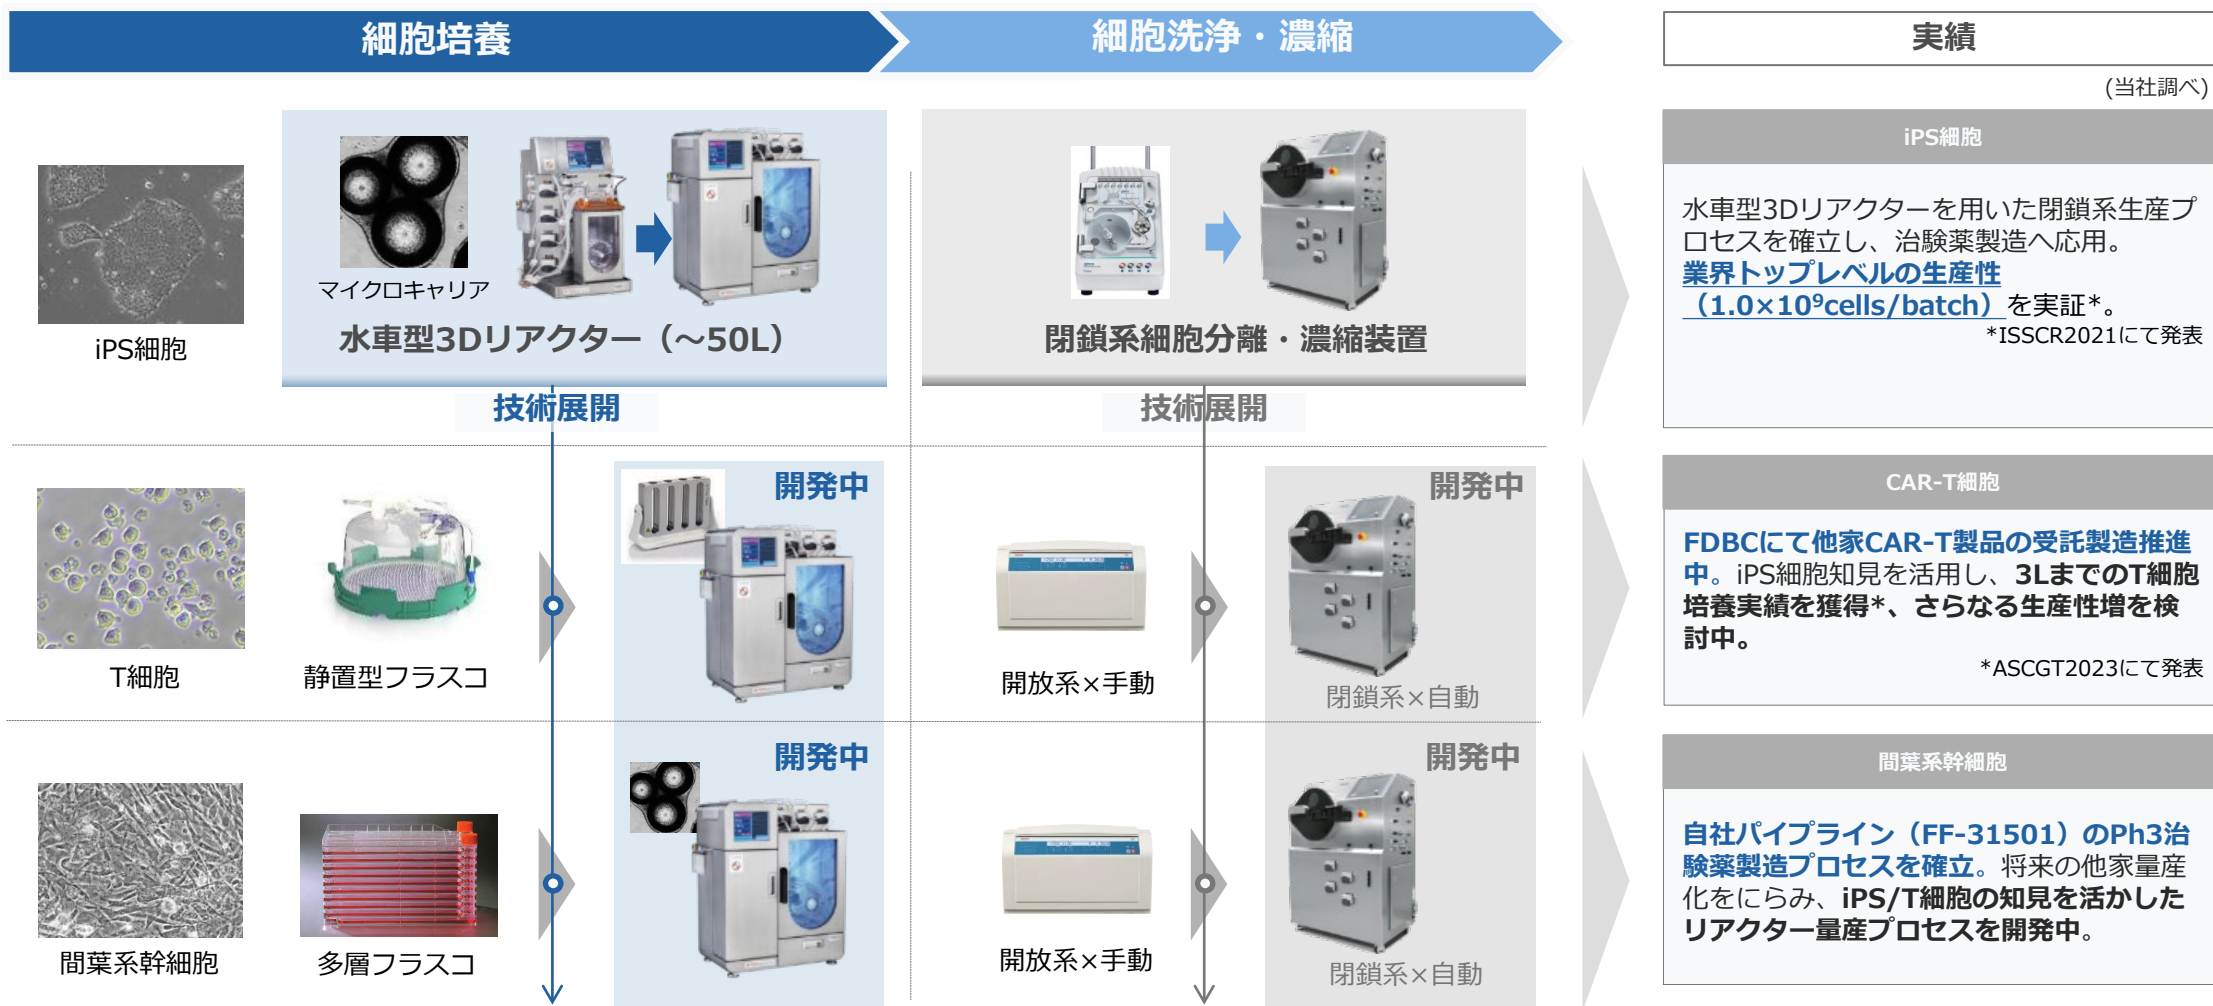 細胞培養
細胞洗浄・濃縮
実績
(当社調べ)
iPS細胞
マイクロキャリア
水車型3Dリアクター（～50L）
閉鎖系細胞分離・濃縮装置
技術展開
技術展開
iPS細胞
水車型3Dリアクターを用いた閉鎖系生産プ
ロセスを確立し、治験薬製造へ応用。
業界トップレベルの生産性
（1.0×10⁹cells/batch）を実証*。
*ISSCR2021にて発表
T細胞
静置型フラスコ
開発中
開放系×手動
開発中
閉鎖系×自動
CAR-T細胞
FDBCにて他家CAR-T製品の受託製造推進
中。iPS細胞知見を活用し、3LまでのT細胞
培養実績を獲得*、さらなる生産性増を検
討中。
*ASCGT2023にて発表
間葉系幹細胞
多層フラスコ
開発中
開放系×手動
開発中
閉鎖系×自動
間葉系幹細胞
自社パイプライン（FF-31501）のPh3治
験薬製造プロセスを確立。将来の他家量産
化をにらみ、iPS/T細胞の知見を活かした
リアクター量産プロセスを開発中。